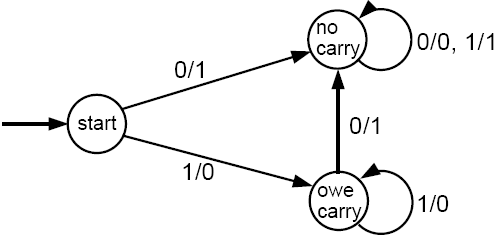 no
carry
0/0, 1/1
0/1
start
0/1
1/0
owe
carry
1/0